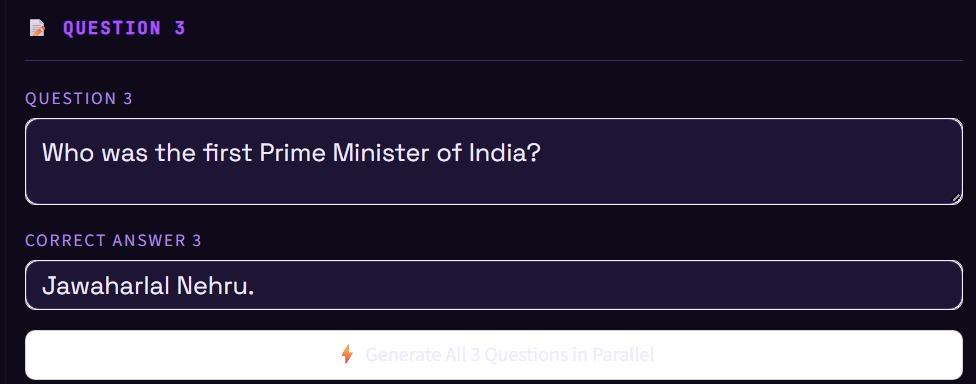 QUESTION 3
QUESTION 3
Who was the first Prime Minister of India?
CORRECT ANSWER 3
Jawaharlal Nehru.
Generate All 3 Questions in Parallel